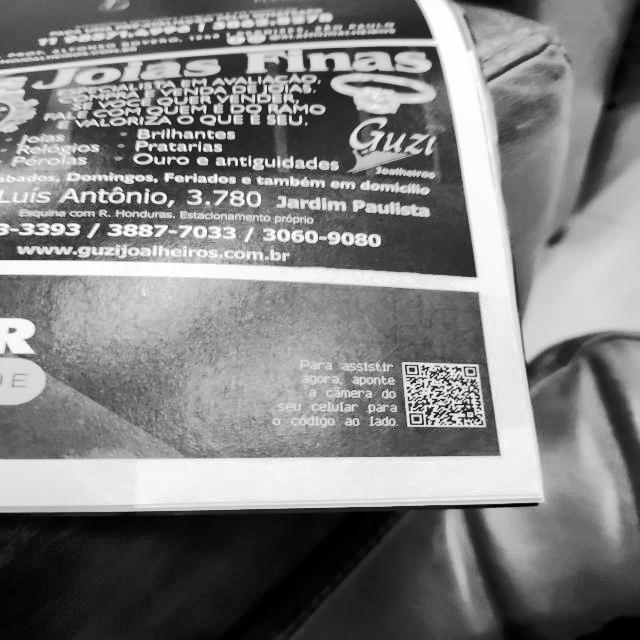 Joias Finas
ESPECIALISTA EM AVALIAÇÃO,
VENDA DE JOIAS.
SE VOCÊ QUER VENDER,
FALE COM QUEM É DO RAMO
E VALORIZA O QUE É SEU.
Joias
· Brilhantes
· Relógios
· Pratarias
· Pérolas
· Ouro e antiguidades
Guzi
Joalheiros
Sábados, Domingos, Feriados e também em domicílio
Luís Antônio, 3.780 Jardim Paulista
Esquina com R. Honduras. Estacionamento próprio
3-3393 / 3887-7033 / 3060-9080
www.guzijoalheiros.com.br
R
DE
Para assistir
agora, aponte
a câmera do
seu celular para
o código ao lado.